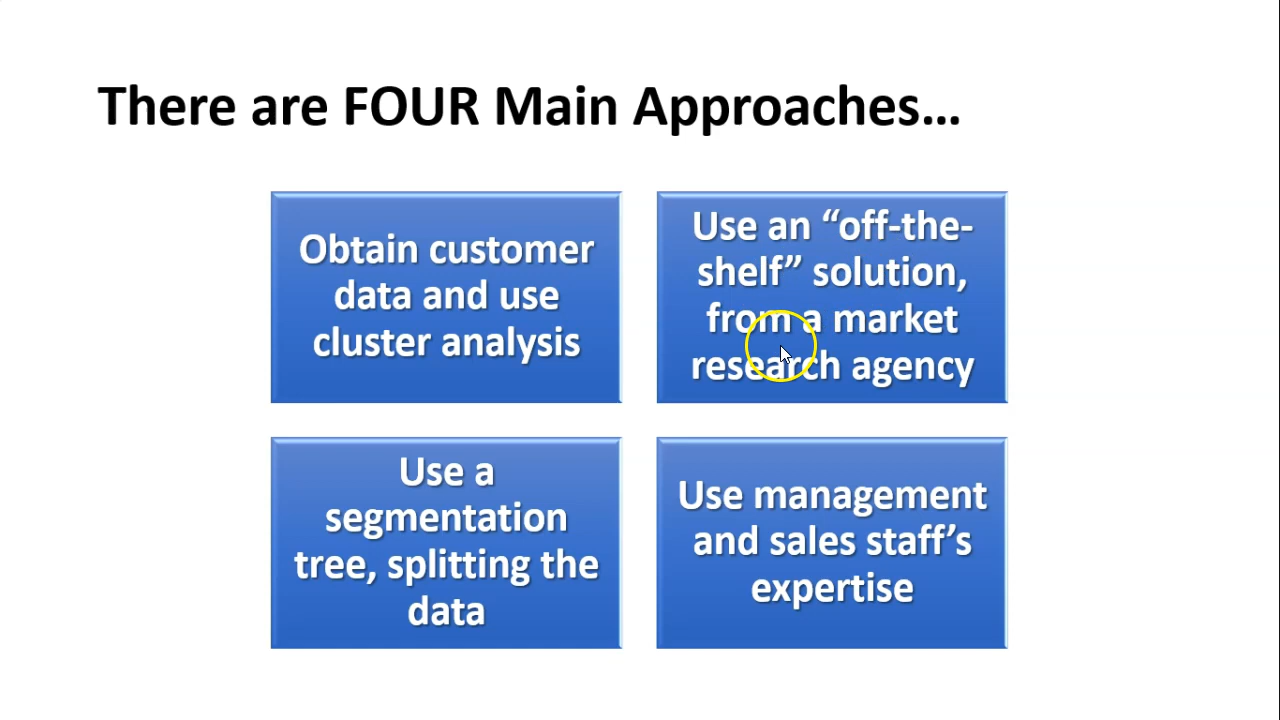 There are FOUR Main Approaches…
Obtain customer
data and use
cluster analysis
Use an “off-the-
shelf” solution,
from a market
research agency
Use a
segmentation
tree, splitting the
data
Use management
and sales staff’s
expertise